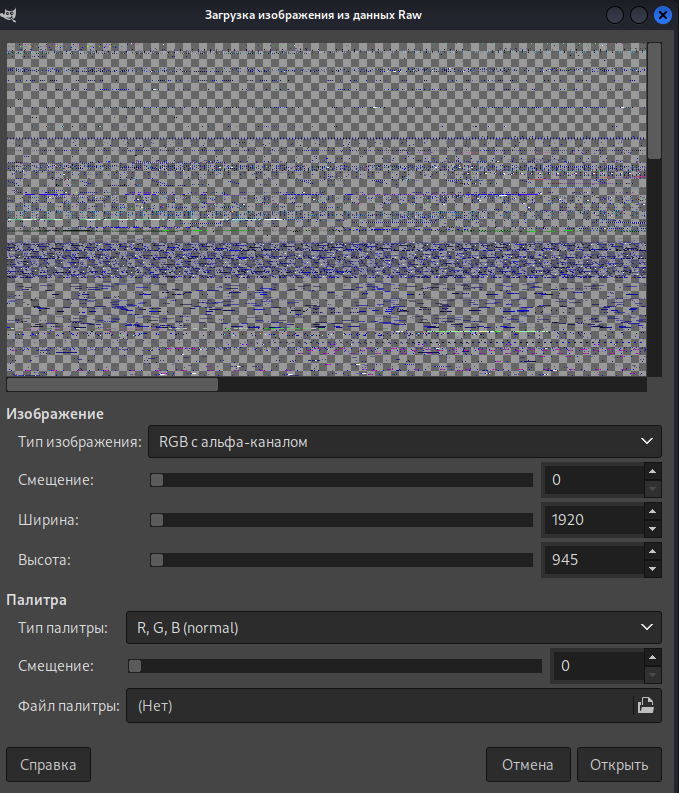 Загрузка изображения из данных Raw
Изображение
Тип изображения: RGB с альфа-каналом
Смещение: 0
Ширина: 1920
Высота: 945
Палитра
Тип палитры: R, G, B (normal)
Смещение: 0
Файл палитры: (Нет)
Справка Отмена Открыть